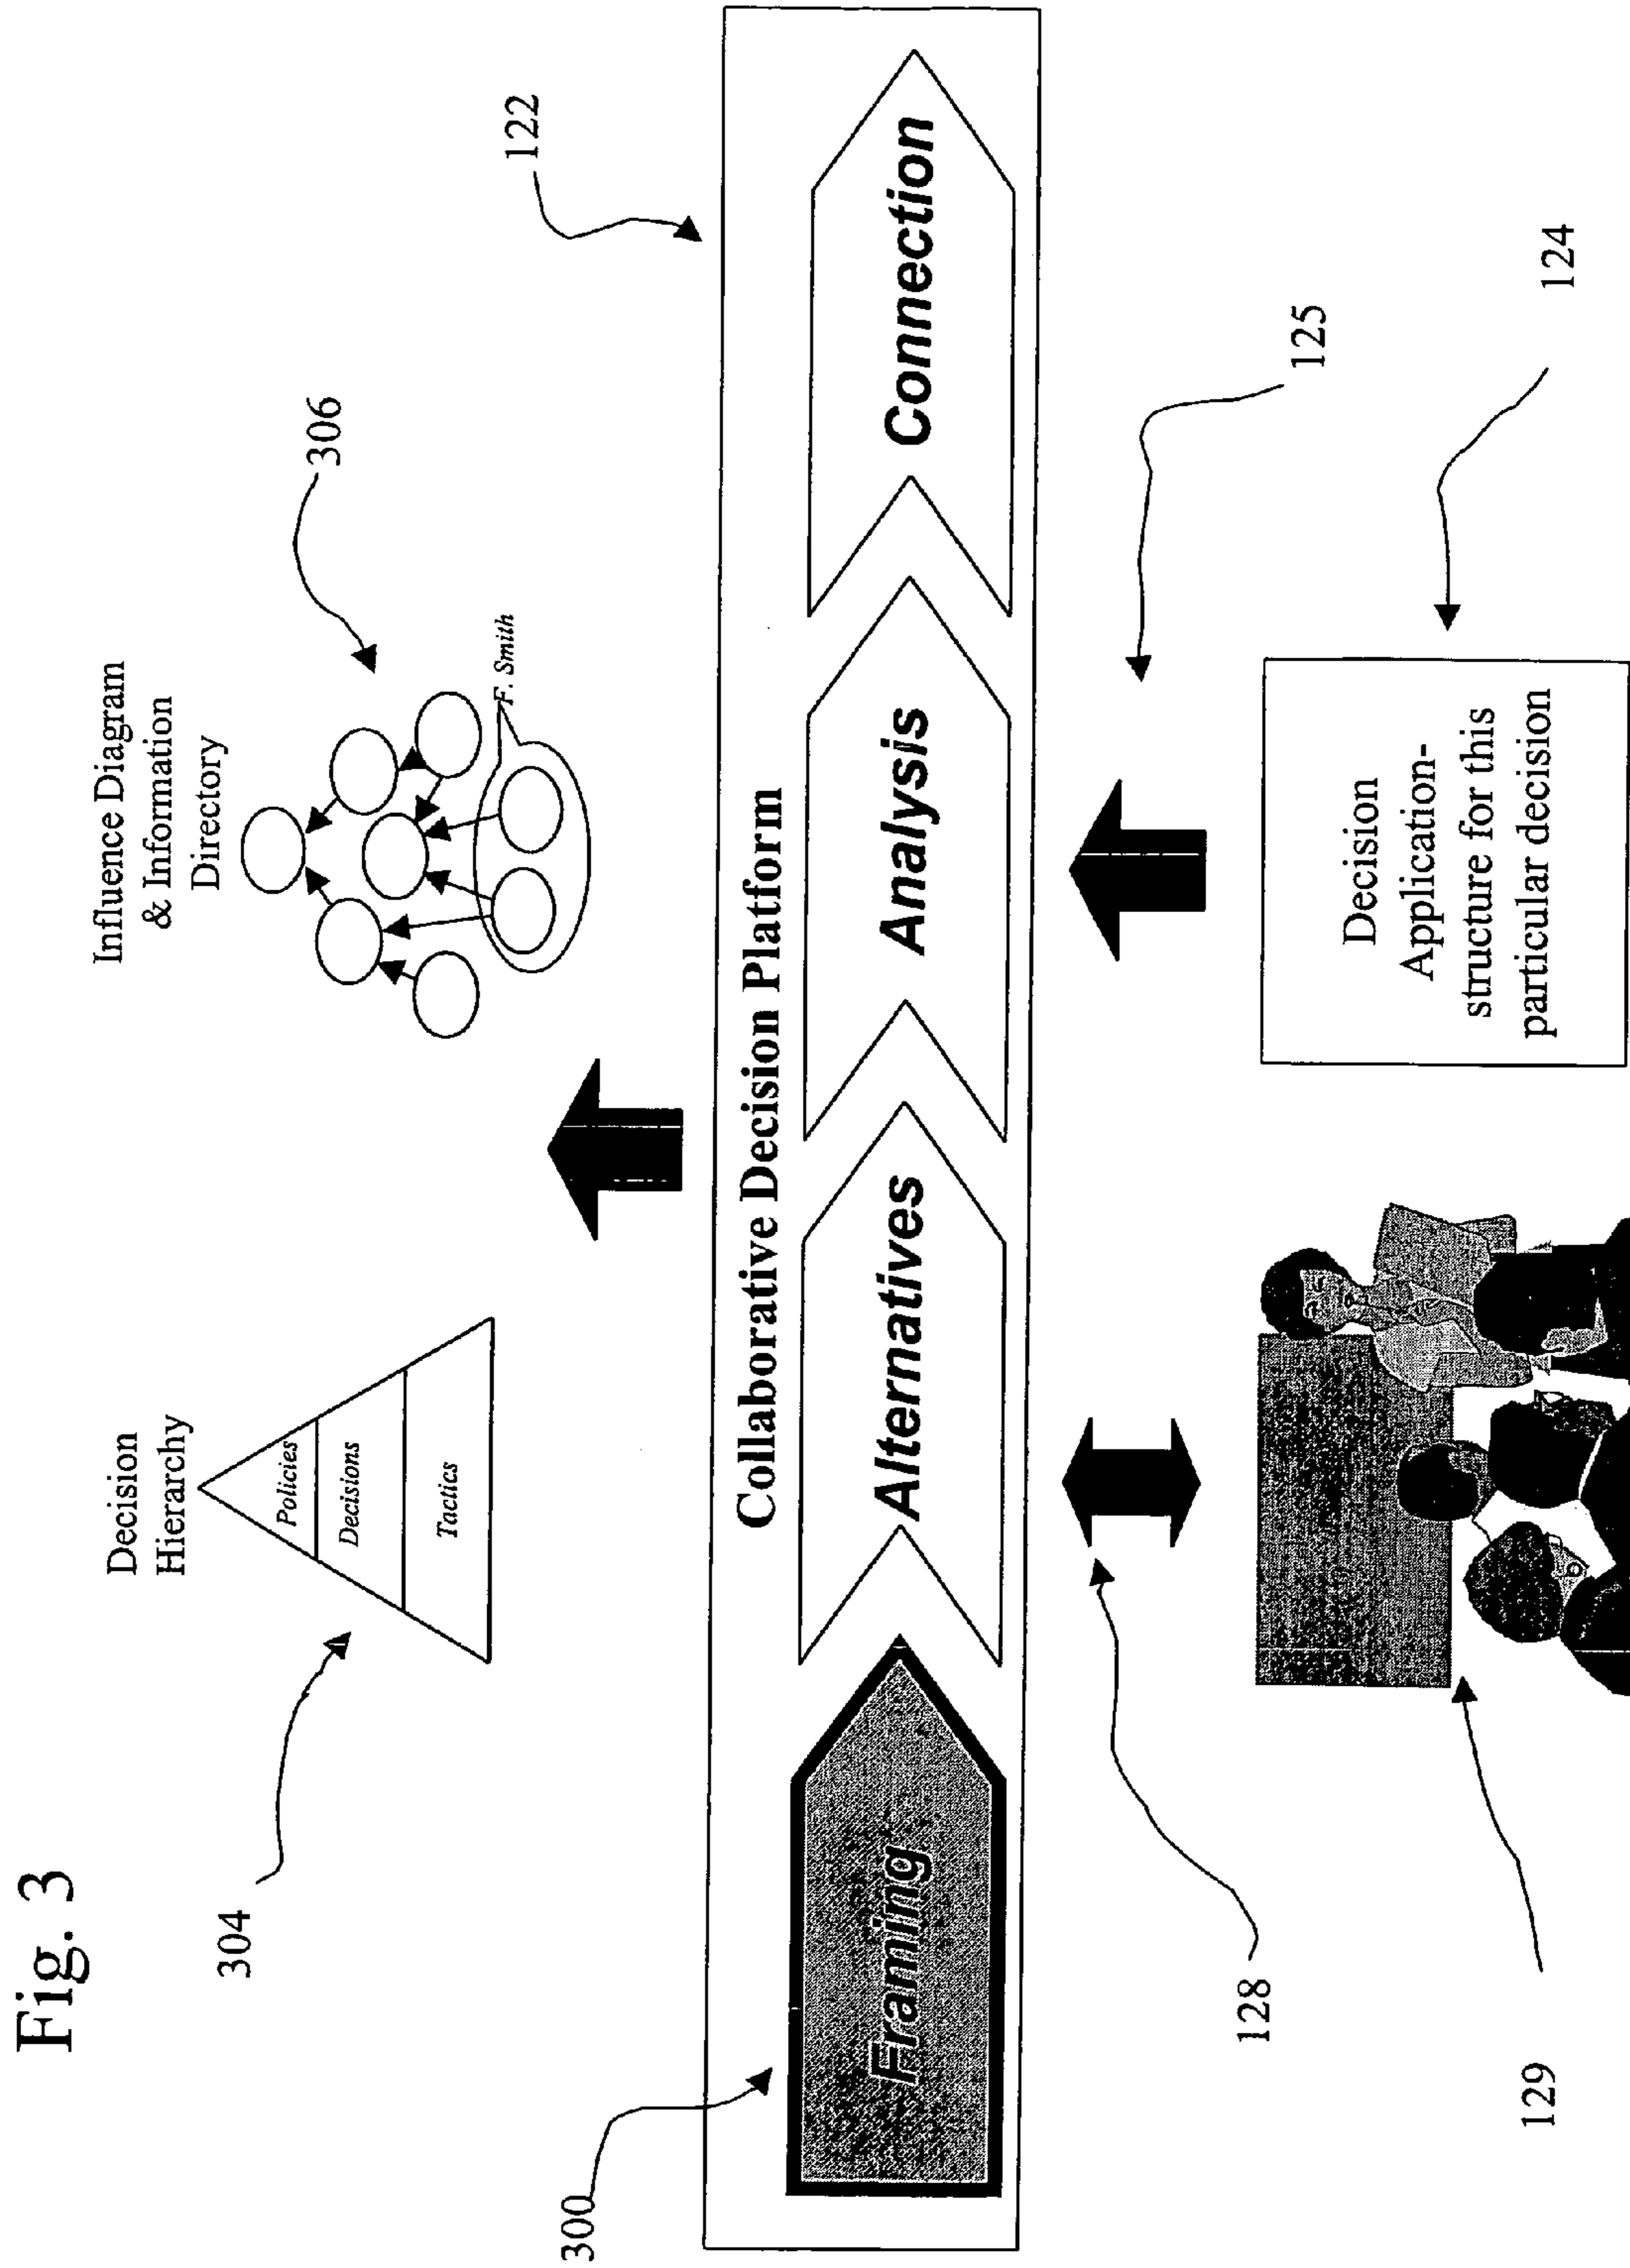 Fig. 3
Decision
Hierarchy
Policies
Decisions
Tactics
304
Influence Diagram
& Information
Directory
F. Smith
306
122
Collaborative Decision Platform
300
Framing
Alternatives
Analysis
Connection
128
125
129
Decision
Application-
structure for this
particular decision
124